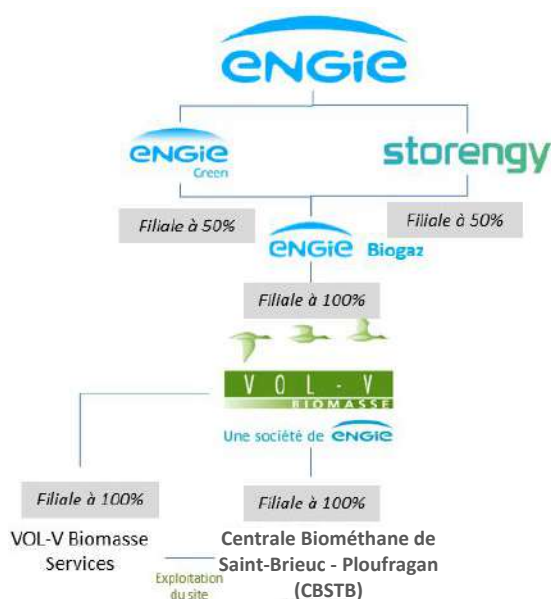 ENGIE
ENGIE
Green
storengy
Filiale à 50%
Filiale à 50%
ENGIE Biogaz
Filiale à 100%
VOL-V
BIOMASSE
Une société de ENGIE
Filiale à 100%
Filiale à 100%
VOL-V Biomasse
Services
Centrale Biométhane de
Saint-Brieuc - Ploufragan
(CBSTB)
Exploitation
du site